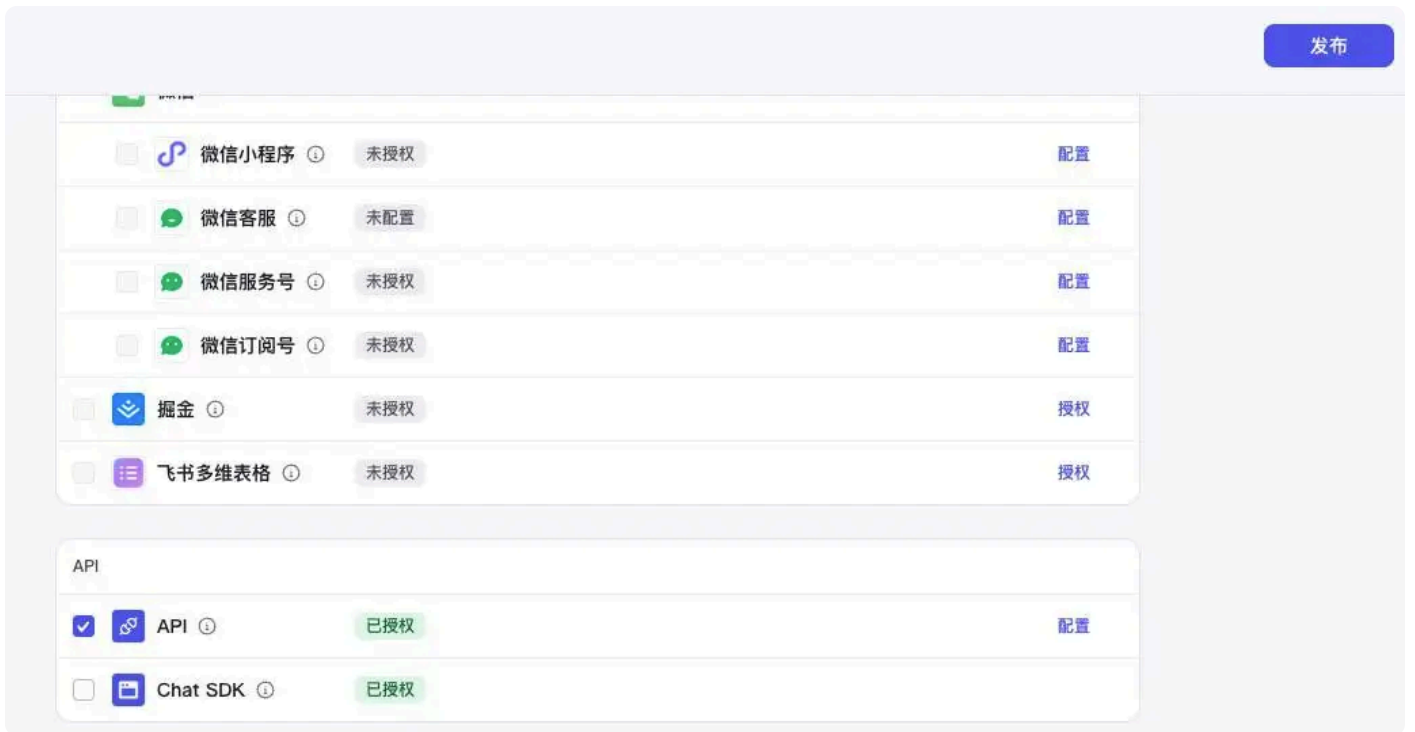 发布
微信小程序 未授权 配置
微信客服 未配置 配置
微信服务号 未授权 配置
微信订阅号 未授权 配置
掘金 未授权 授权
飞书多维表格 未授权 授权
API
API 已授权 配置
Chat SDK 已授权